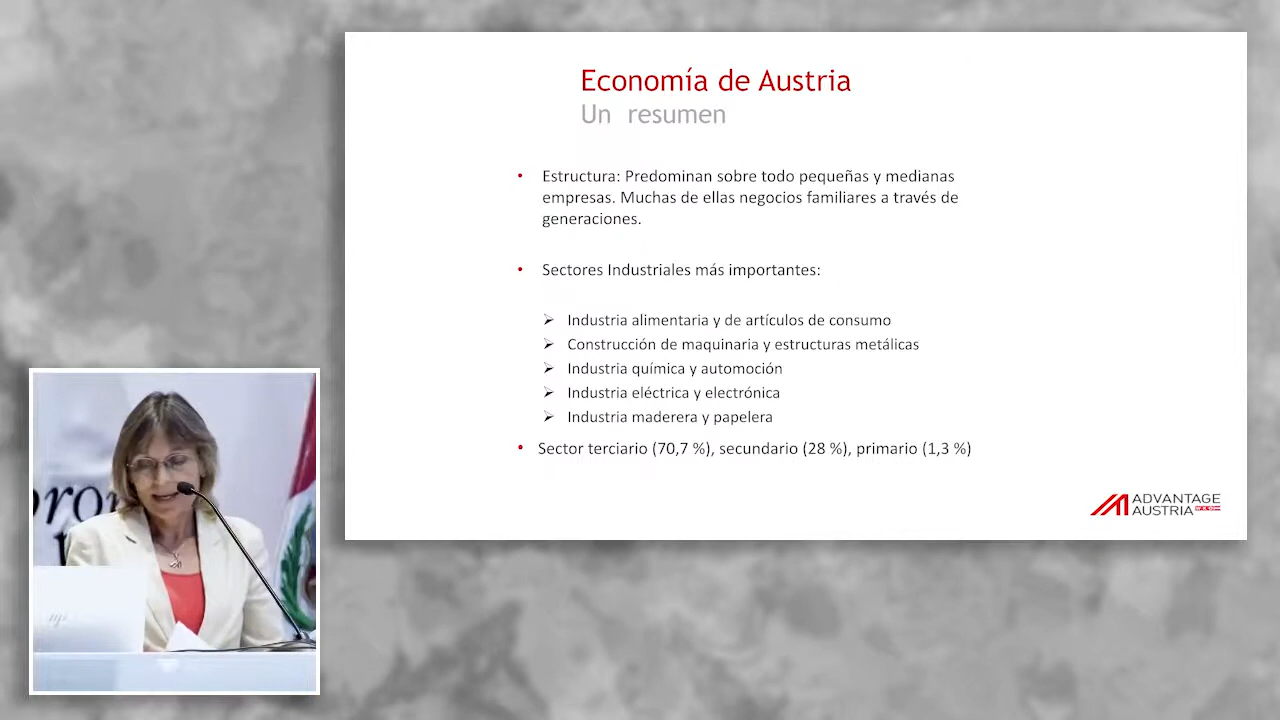 Economía de Austria
Un resumen
• Estructura: Predominan sobre todo pequeñas y medianas
empresas. Muchas de ellas negocios familiares a través de
generaciones.
• Sectores Industriales más importantes:
➢ Industria alimentaria y de artículos de consumo
➢ Construcción de maquinaria y estructuras metálicas
➢ Industria química y automoción
➢ Industria eléctrica y electrónica
➢ Industria maderera y papelera
• Sector terciario (70,7 %), secundario (28 %), primario (1,3 %)
ADVANTAGE
AUSTRIA